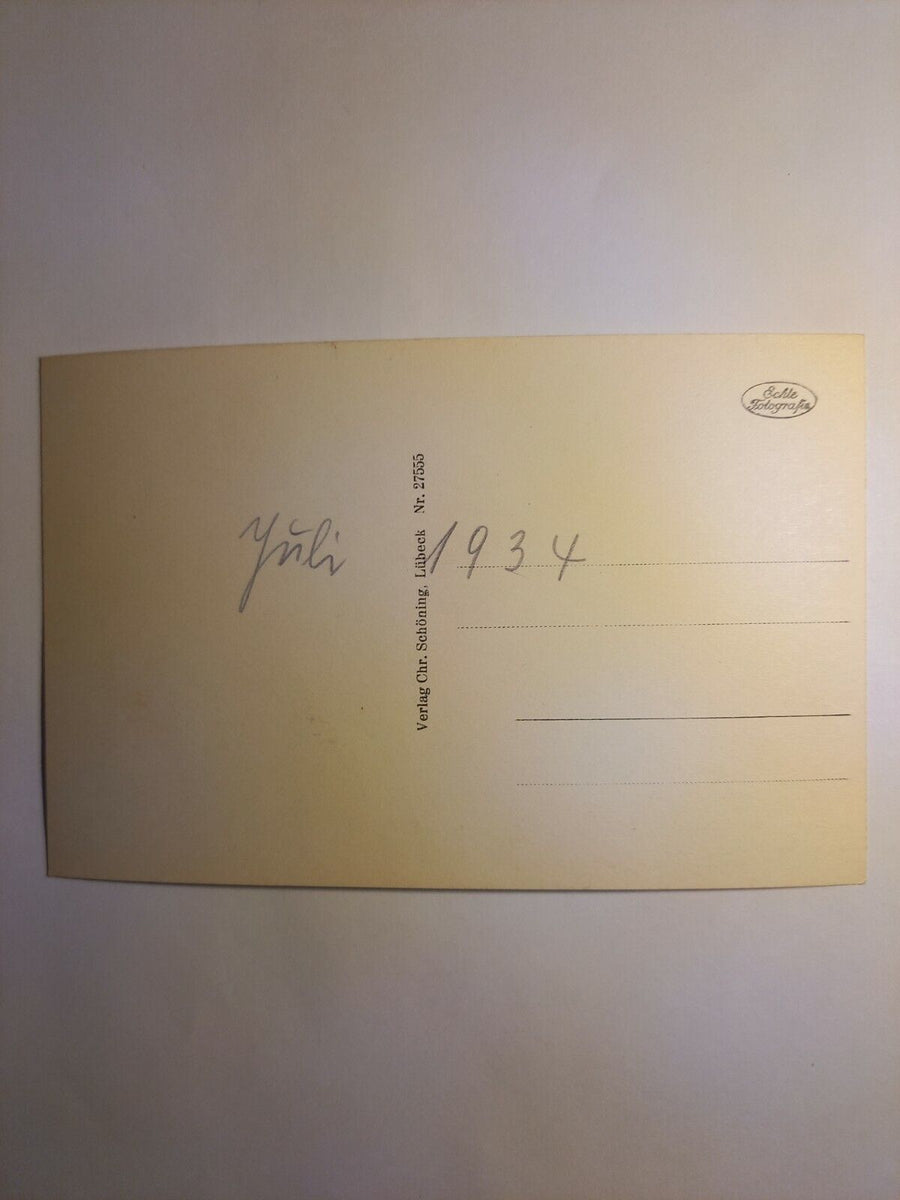 Echte
Fotografie
Juli 1934
Verlag Chr. Schöning, Lübeck Nr. 27555